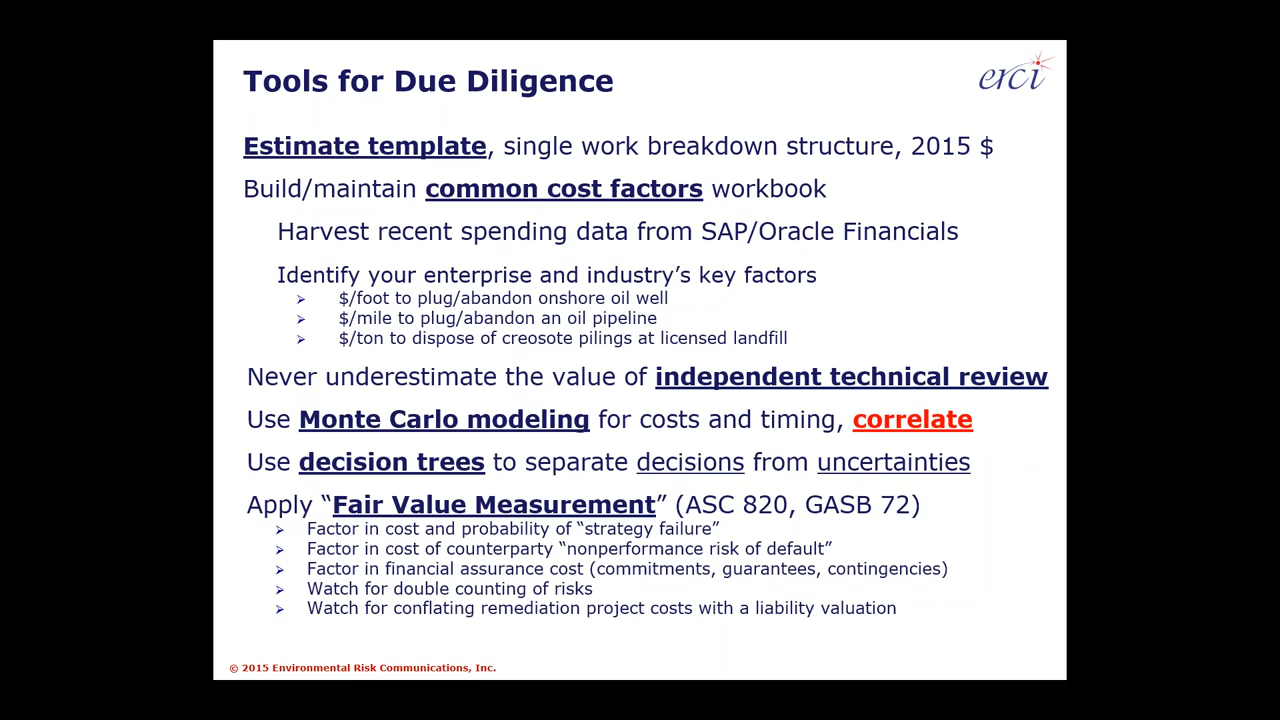 Tools for Due Diligence
erci
Estimate template, single work breakdown structure, 2015 $
Build/maintain common cost factors workbook
Harvest recent spending data from SAP/Oracle Financials
Identify your enterprise and industry's key factors
$/foot to plug/abandon onshore oil well
$/mile to plug/abandon an oil pipeline
$/ton to dispose of creosote pilings at licensed landfill
Never underestimate the value of independent technical review
Use Monte Carlo modeling for costs and timing, correlate
Use decision trees to separate decisions from uncertainties
Apply “Fair Value Measurement” (ASC 820, GASB 72)
Factor in cost and probability of “strategy failure”
Factor in cost of counterparty “nonperformance risk of default”
Factor in financial assurance cost (commitments, guarantees, contingencies)
Watch for double counting of risks
Watch for conflating remediation project costs with a liability valuation
© 2015 Environmental Risk Communications, Inc.